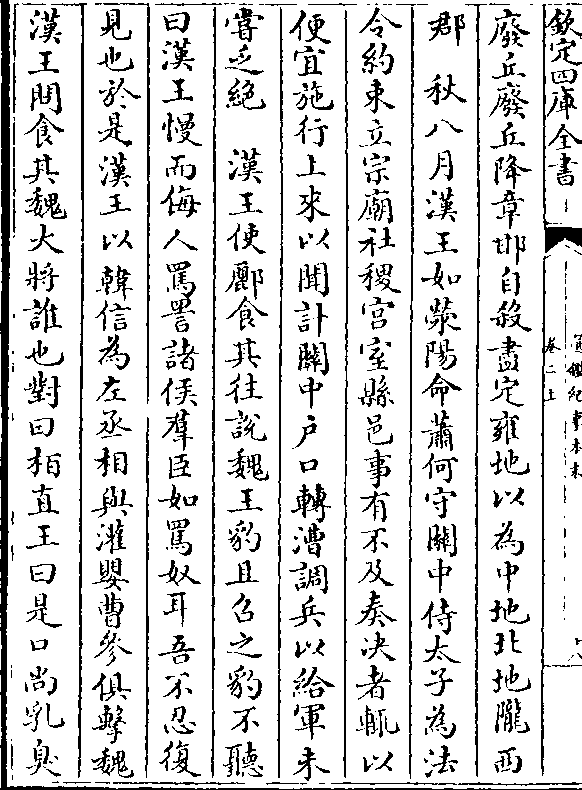 欽定四庫全書
通鑑紀事本末
卷二上
十八
廢丘廢丘降章邯自殺盡定雍地以為中地北地隴西
郡　秋八月漢王如滎陽命蕭何守關中侍太子為法
令約束立宗廟社稷宮室縣邑事有不及奏決者輒以
便宜施行上來以聞計關中戶口轉漕調兵以給軍未
嘗乏絕　漢王使酈食其往說魏王豹且召之豹不聽
曰漢王慢而侮人罵詈諸侯羣臣如罵奴耳吾不忍復
見也於是漢王以韓信為左丞相與灌嬰曹參俱擊魏
漢王問食其魏大將誰也對曰栢直王曰是口尚乳臭